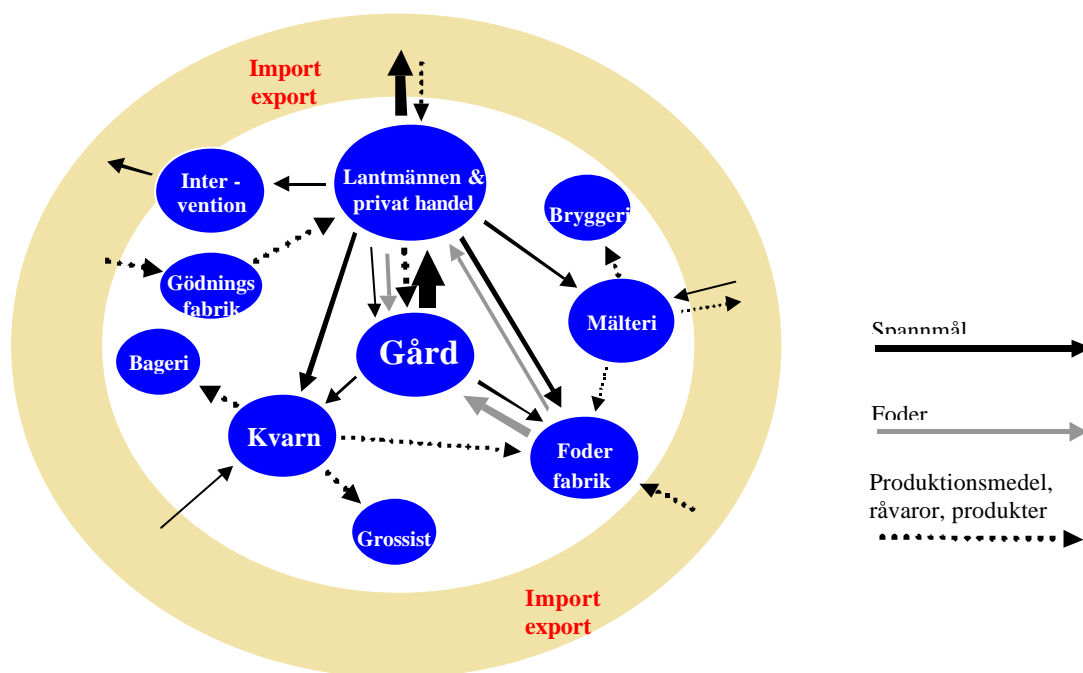 Import
export
Inter -
vention
Lantmännen &
privat handel
Bryggeri
Gödnings
fabrik
Mälteri
Bageri
Gård
Kvarn
Foder
fabrik
Grossist
Import
export
Spannmål
Foder
Produktionsmedel,
råvaror, produkter